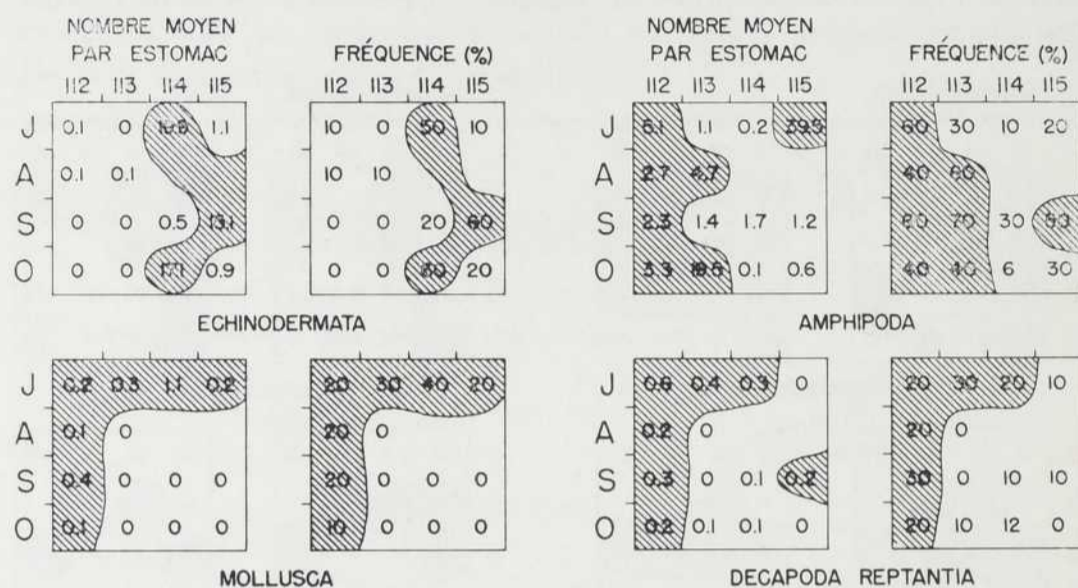 NOMBRE MOYEN
PAR ESTOMAC
FRÉQUENCE (%)
112 113 114 115
112 113 114 115
J 0.1 0 1.1
10 0 50 10
A 0.1 0.1
10 10
S 0 0 0.5 13.1
0 0 20 60
O 0 0 17.1 0.9
0 0 20
ECHINODERMATA
NOMBRE MOYEN
PAR ESTOMAC
FRÉQUENCE (%)
112 113 114 115
112 113 114 115
J 1.1 0.2 39.5
60 30 10 20
A 2.7 4.7
40 60
S 2.3 1.4 1.7 1.2
60 70 30
O 3.3 0.1 0.6
40 40 6 30
AMPHIPODA
J 0.2 0.3 1.1 0.2
20 30 40 20
A 0.1 0
20 0
S 0.4 0 0 0
20 0 0 0
O 0.1 0 0 0
10 0 0 0
MOLLUSCA
J 0.6 0.4 0.3 0
20 30 20 10
A 0.2 0
20 0
S 0.3 0 0.1 0.2
30 0 10 10
O 0.2 0.1 0.1 0
20 10 12 0
DECAPODA REPTANTIA